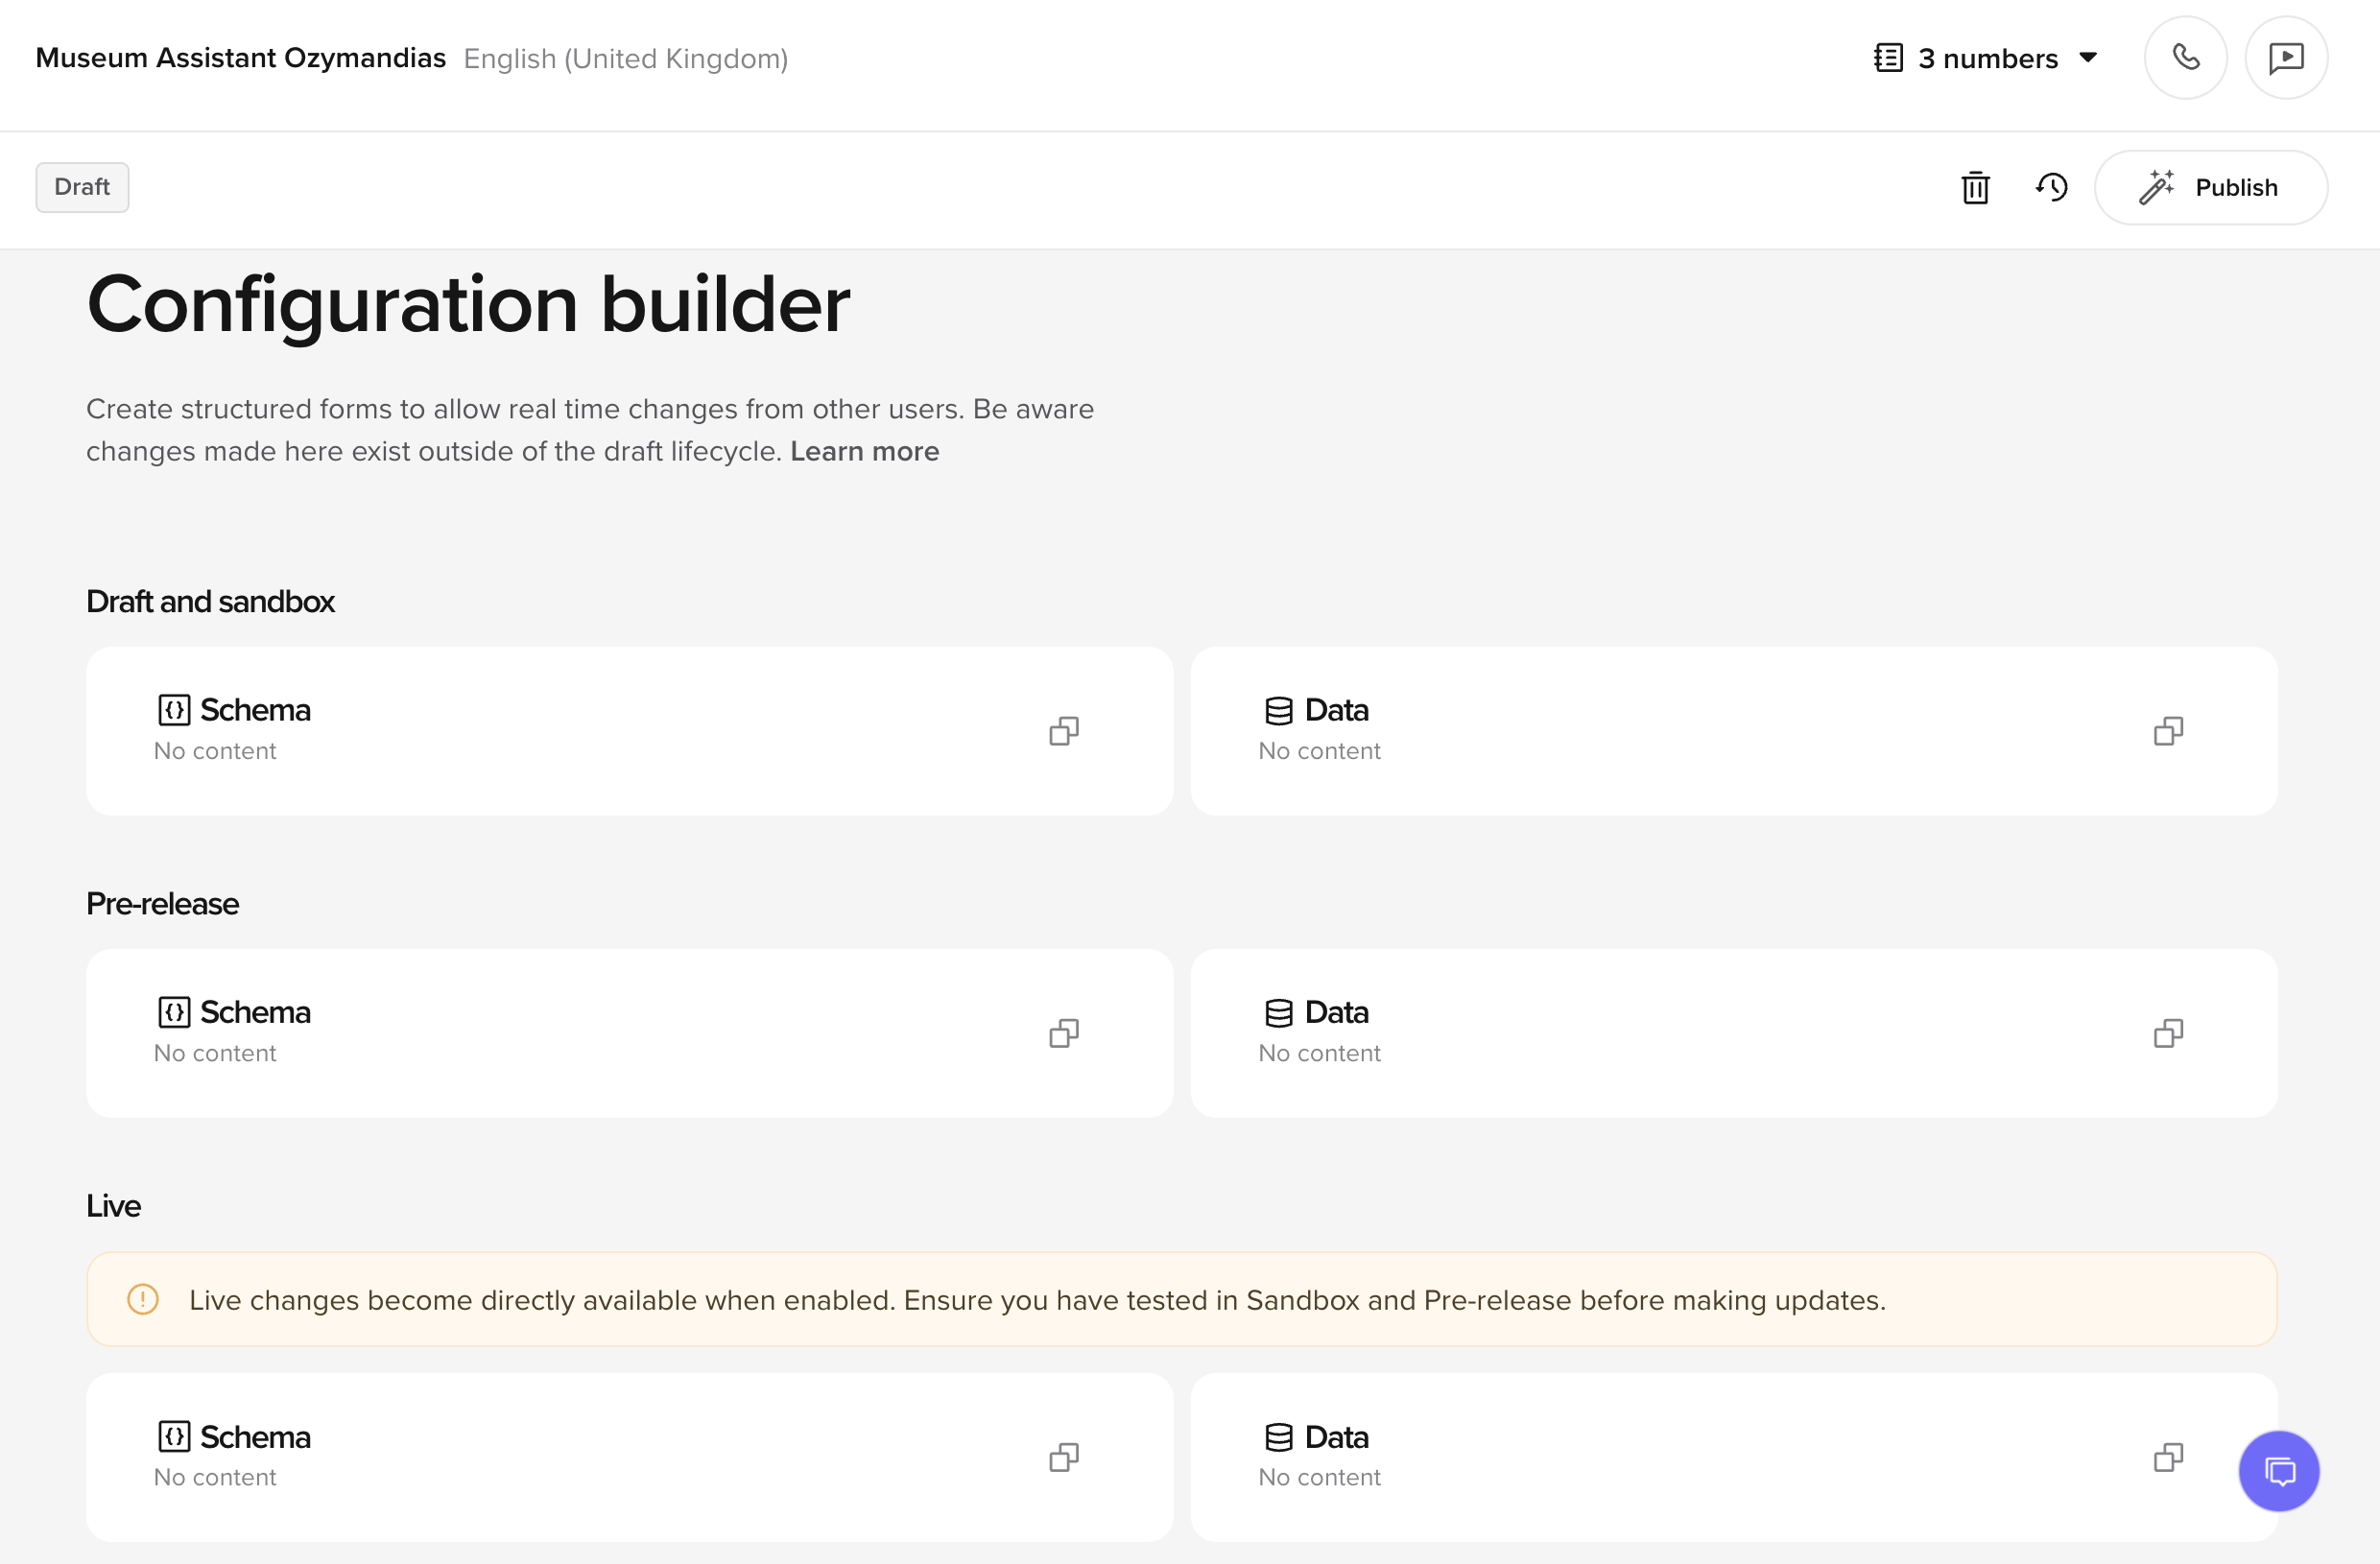 Museum Assistant Ozymandias English (United Kingdom)
3 numbers
Draft
Publish
Configuration builder
Create structured forms to allow real time changes from other users. Be aware
changes made here exist outside of the draft lifecycle. Learn more
Draft and sandbox
{} Schema
No content
Data
No content
Pre-release
{} Schema
No content
Data
No content
Live
Live changes become directly available when enabled. Ensure you have tested in Sandbox and Pre-release before making updates.
{} Schema
No content
Data
No content